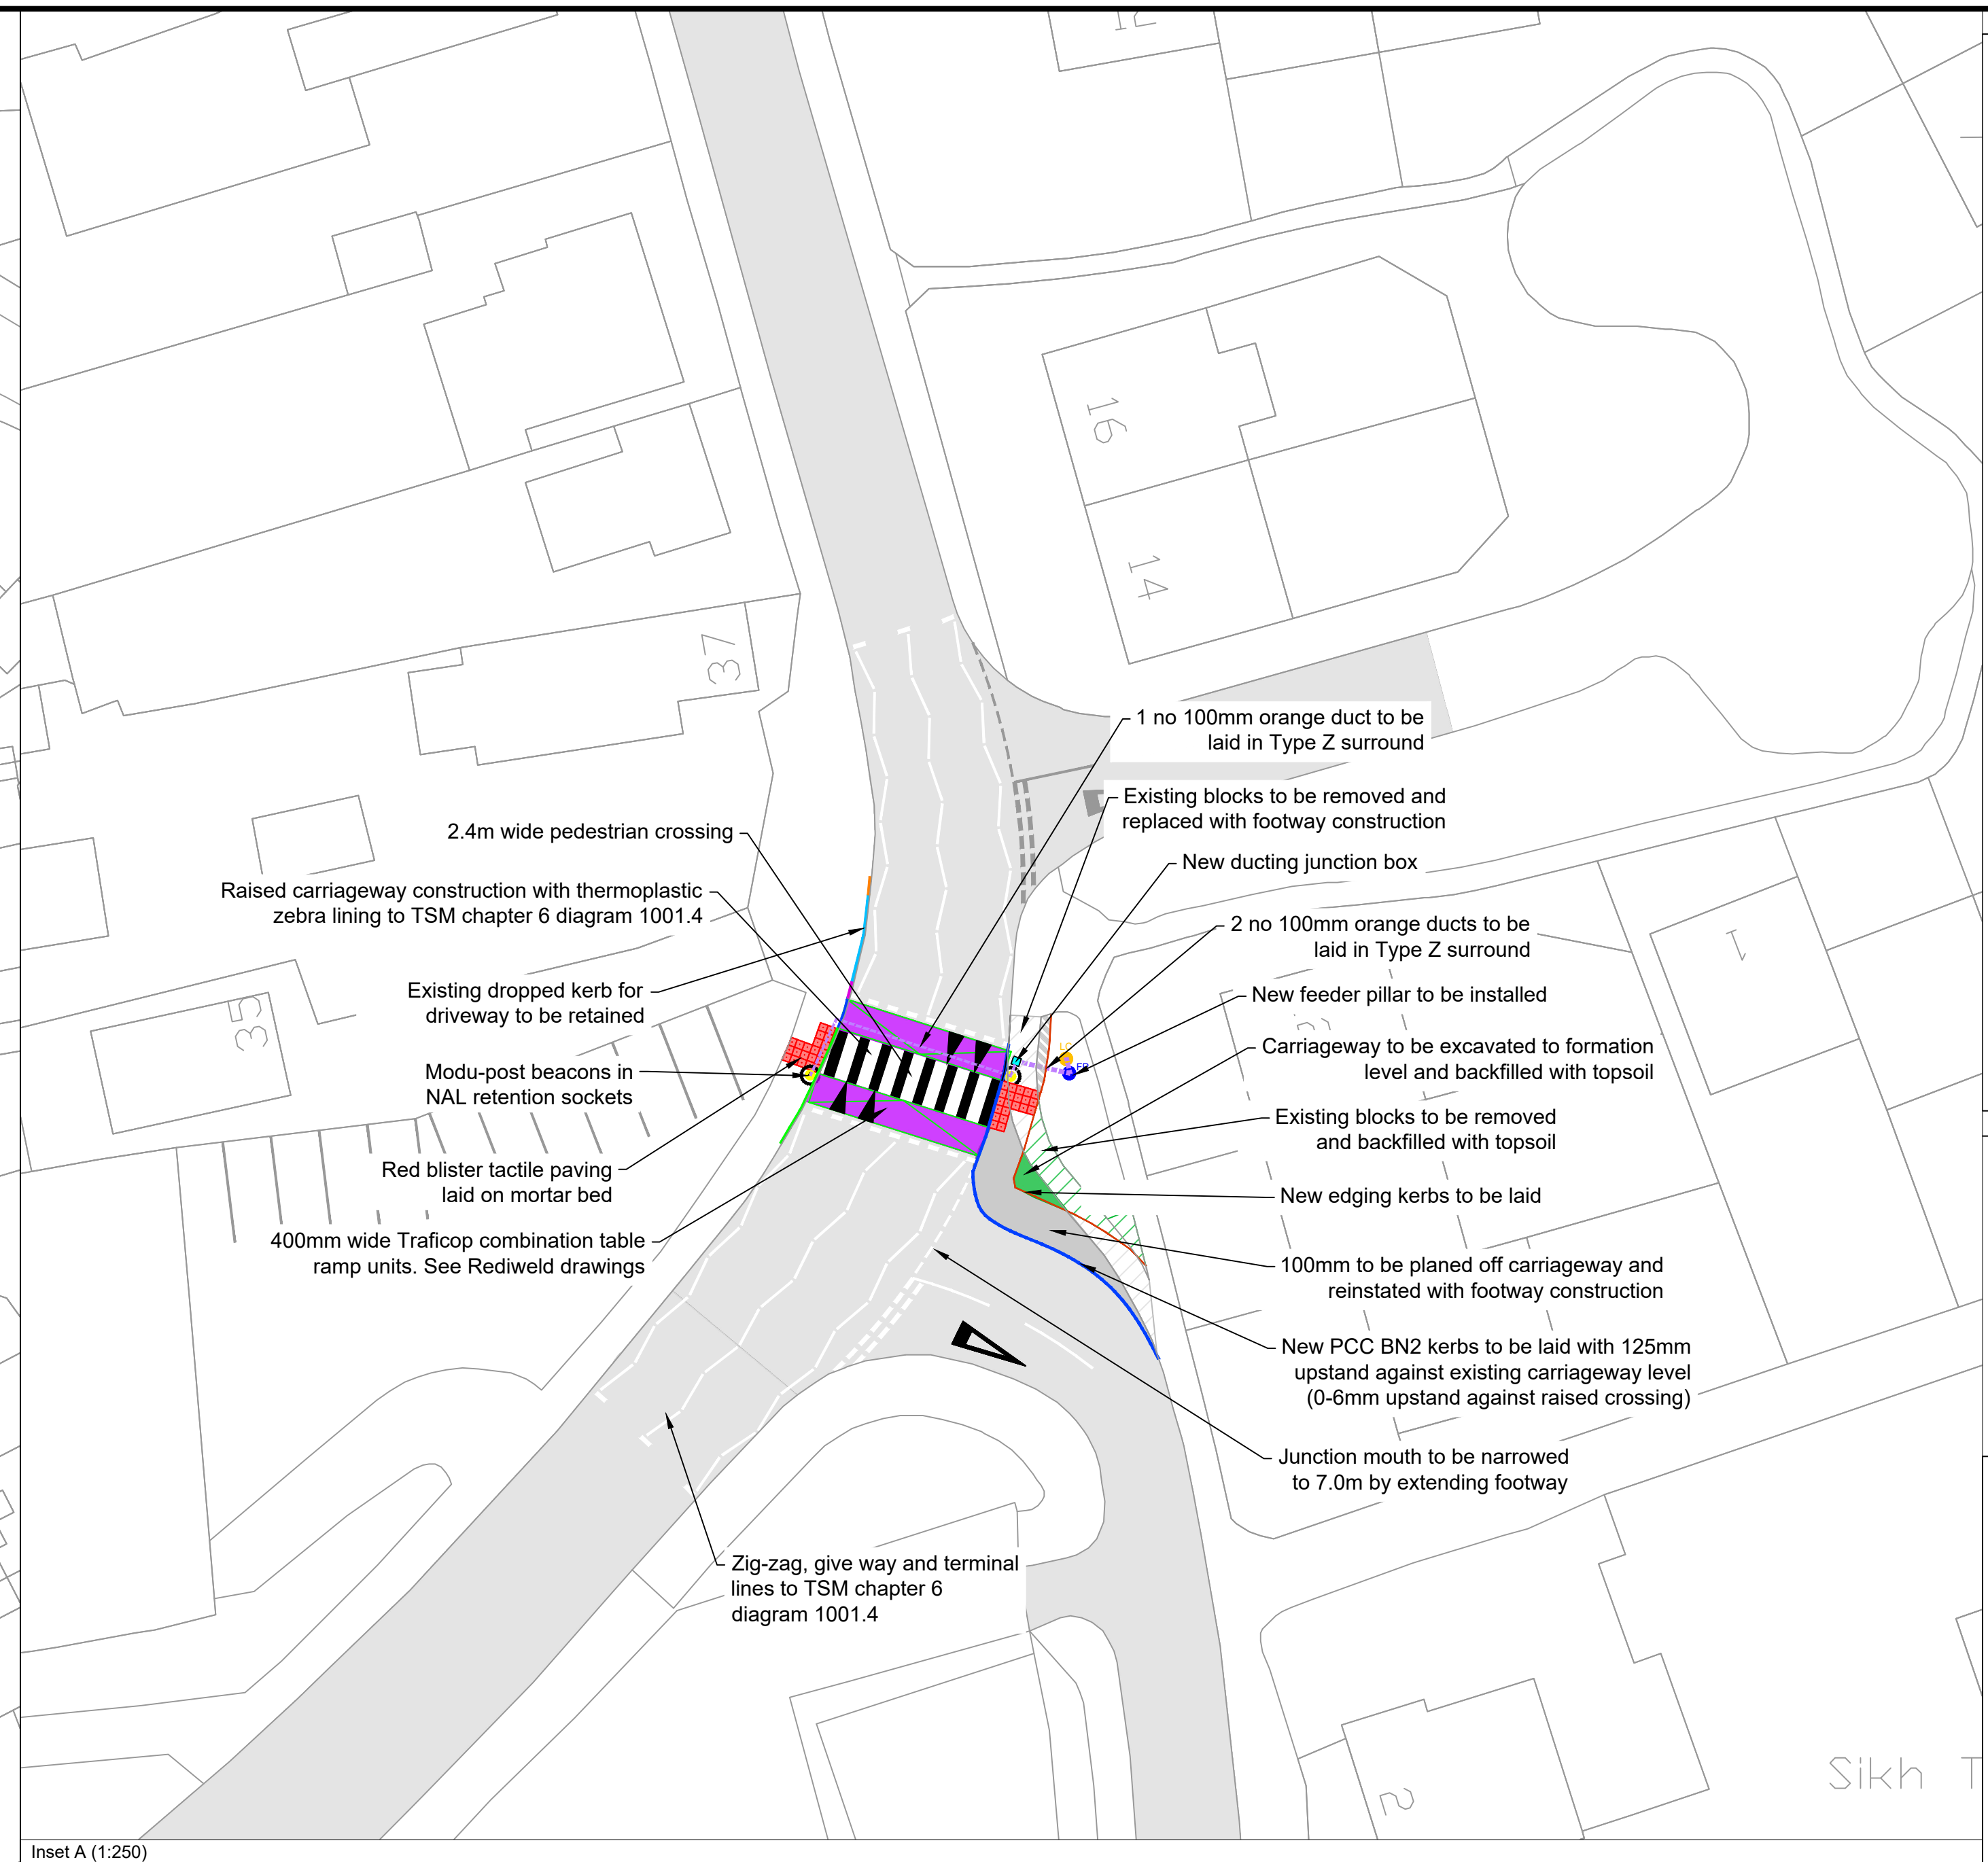 12
16
14
37
1 no 100mm orange duct to be
laid in Type Z surround
Existing blocks to be removed and
replaced with footway construction
2.4m wide pedestrian crossing
New ducting junction box
Raised carriageway construction with thermoplastic
zebra lining to TSM chapter 6 diagram 1001.4
2 no 100mm orange ducts to be
laid in Type Z surround
1
Existing dropped kerb for
driveway to be retained
New feeder pillar to be installed
35
LC
FP
Carriageway to be excavated to formation
level and backfilled with topsoil
Modu-post beacons in
NAL retention sockets
Existing blocks to be removed
and backfilled with topsoil
Red blister tactile paving
laid on mortar bed
New edging kerbs to be laid
400mm wide Traficop combination table
ramp units. See Rediweld drawings
100mm to be planed off carriageway and
reinstated with footway construction
New PCC BN2 kerbs to be laid with 125mm
upstand against existing carriageway level
(0-6mm upstand against raised crossing)
Junction mouth to be narrowed
to 7.0m by extending footway
Zig-zag, give way and terminal
lines to TSM chapter 6
diagram 1001.4
2
Sikh T
Inset A (1:250)